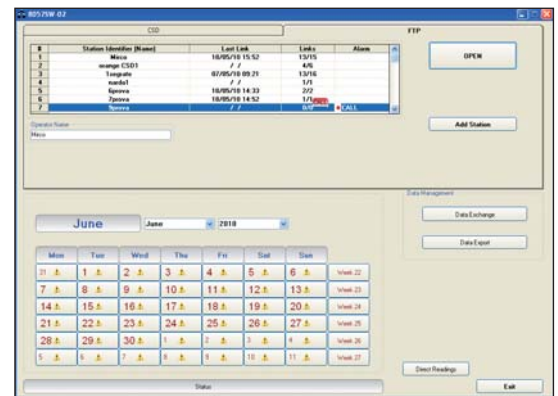 8057SW-02
CSD FTP
# Station Identifier (Name) Last Link Links Alarm
1 Mirco 18/05/10 15:52 13/15
2 orange CSD1 / / 4/6
3 1segrate 07/05/10 09:21 13/16
4 nardo1 / / 1/1
5 6prova 18/05/10 14:33 2/2
6 7prova 18/05/10 14:52 1/1
7 9prova / / 0/0 CALL
OPEN
Add Station
Operator Name
Mirco
Data Management
Data Exchange
Data Export
June June 2010
Mon Tue Wed Thu Fri Sat Sun
31 1 2 3 4 5 6 Week 22
7 8 9 10 11 12 13 Week 23
14 15 16 17 18 19 20 Week 24
21 22 23 24 25 26 27 Week 25
28 29 30 1 2 3 4 Week 26
5 6 7 8 9 10 11 Week 27
Direct Readings
Status
Exit